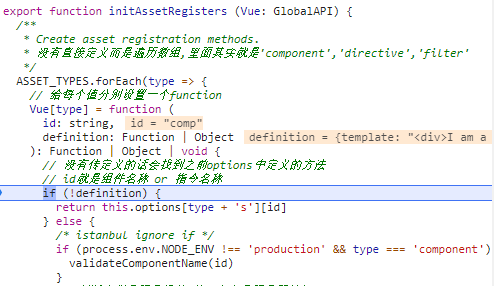 export function initAssetRegisters (Vue: GlobalAPI) {
/**
* Create asset registration methods.
* 没有直接定义而是遍历数组,里面其实就是'component','directive','filter'
*/
ASSET_TYPES.forEach(type => {
// 给每个值分别设置一个function
Vue[type] = function (
id: string, id = "comp"
definition: Function | Object definition = {template: "<div>I am a
): Function | Object | void {
// 没有传定义的话会找到之前options中定义的方法
// id就是组件名称 or 指令名称
if (!definition) {
return this.options[type + 's'][id]
} else {
/* istanbul ignore if */
if (process.env.NODE_ENV !== 'production' && type === 'component')
validateComponentName(id)
}